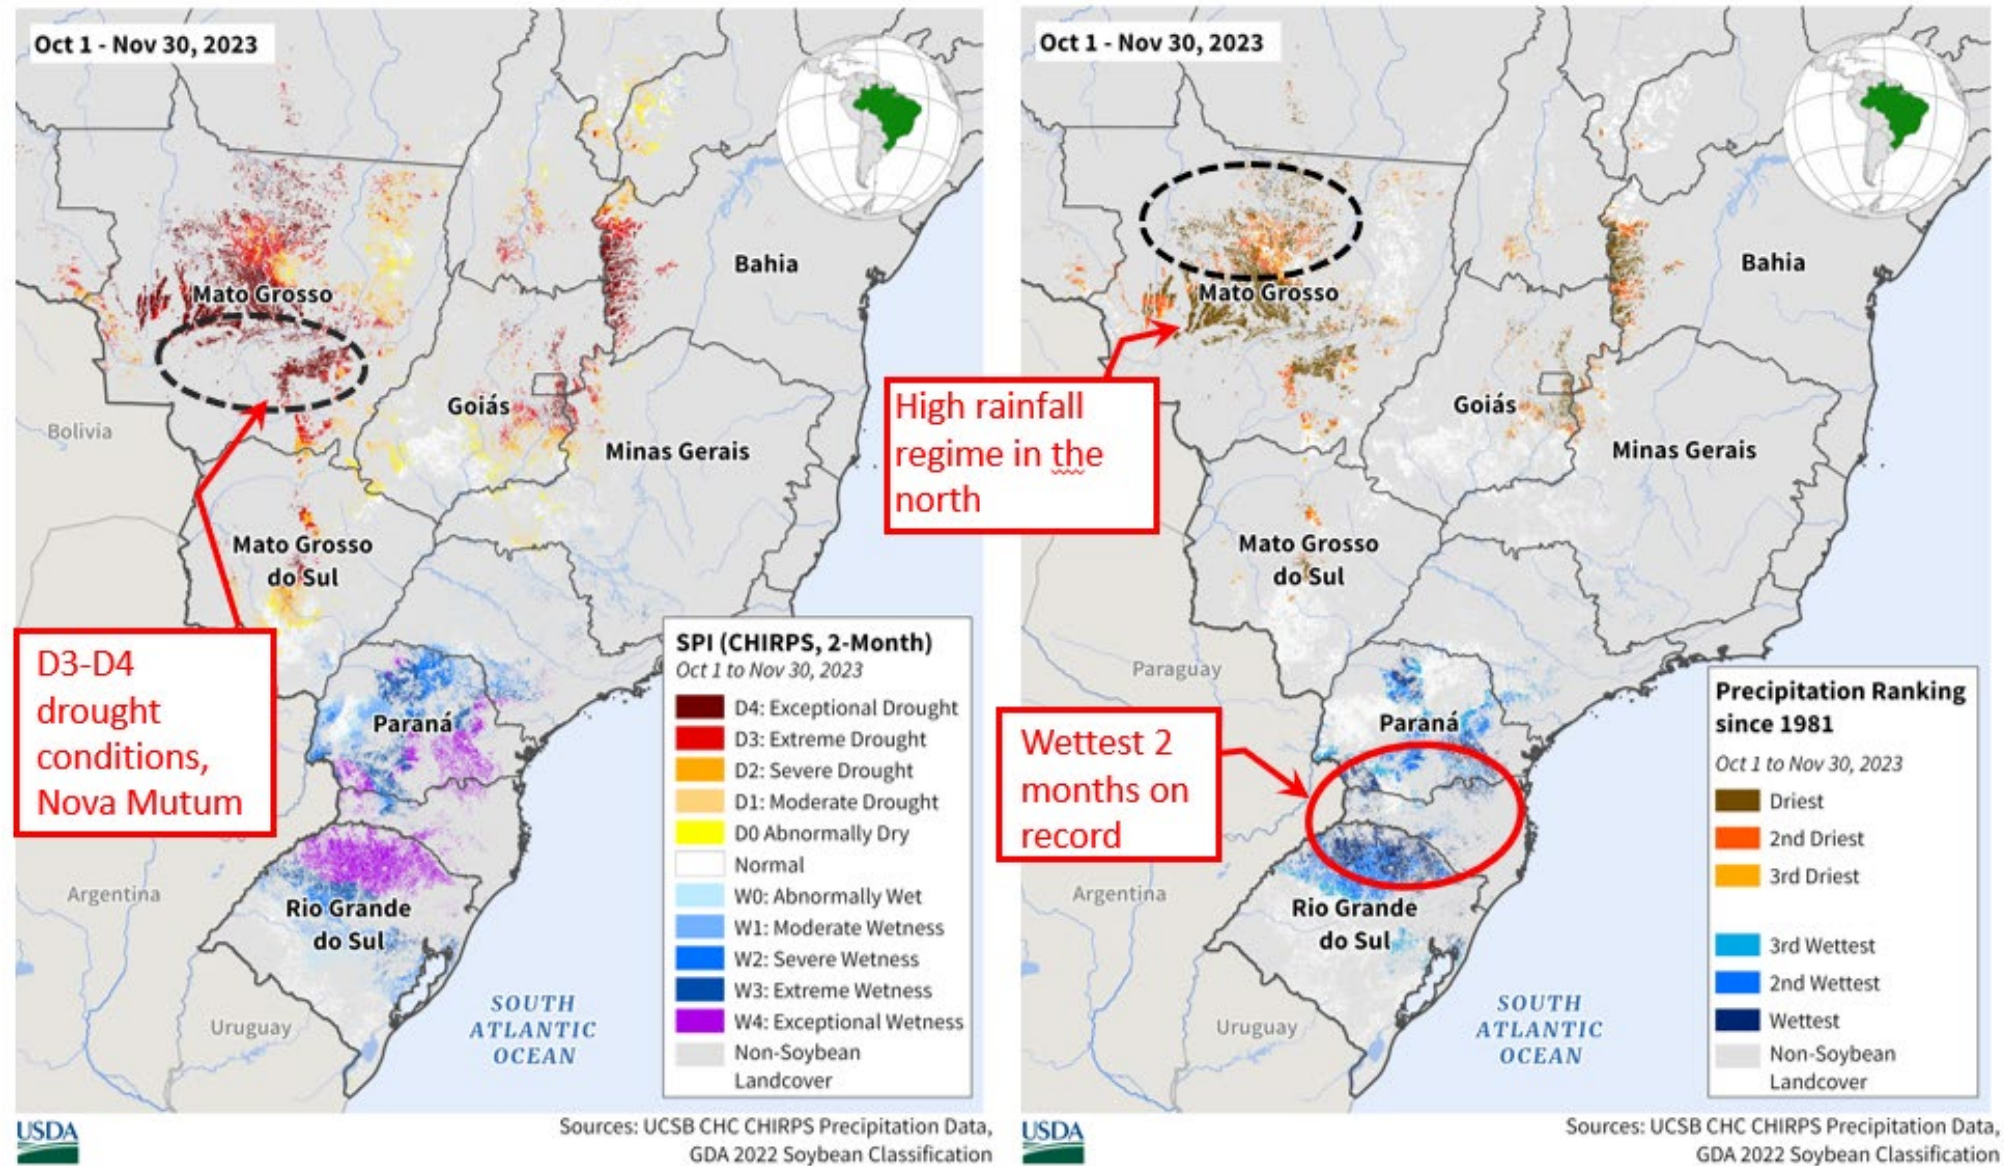 Oct 1 - Nov 30, 2023
Bahia
Mato Grosso
Goiás
Bolivia
Minas Gerais
Mato Grosso
do Sul
D3-D4
drought
conditions,
Nova Mutum
Paraná
Argentina
Rio Grande
do Sul
Uruguay
SOUTH
ATLANTIC
OCEAN
SPI (CHIRPS, 2-Month)
Oct 1 to Nov 30, 2023
D4: Exceptional Drought
D3: Extreme Drought
D2: Severe Drought
D1: Moderate Drought
D0 Abnormally Dry
Normal
W0: Abnormally Wet
W1: Moderate Wetness
W2: Severe Wetness
W3: Extreme Wetness
W4: Exceptional Wetness
Non-Soybean
Landcover
USDA
Sources: UCSB CHC CHIRPS Precipitation Data,
GDA 2022 Soybean Classification
Oct 1 - Nov 30, 2023
Bahia
Mato Grosso
High rainfall
regime in the
north
Goiás
Minas Gerais
Mato Grosso
do Sul
Paraguay
Wettest 2
months on
record
Paraná
Argentina
Rio Grande
do Sul
Uruguay
SOUTH
ATLANTIC
OCEAN
Precipitation Ranking
since 1981
Oct 1 to Nov 30, 2023
Driest
2nd Driest
3rd Driest
3rd Wettest
2nd Wettest
Wettest
Non-Soybean
Landcover
USDA
Sources: UCSB CHC CHIRPS Precipitation Data,
GDA 2022 Soybean Classification